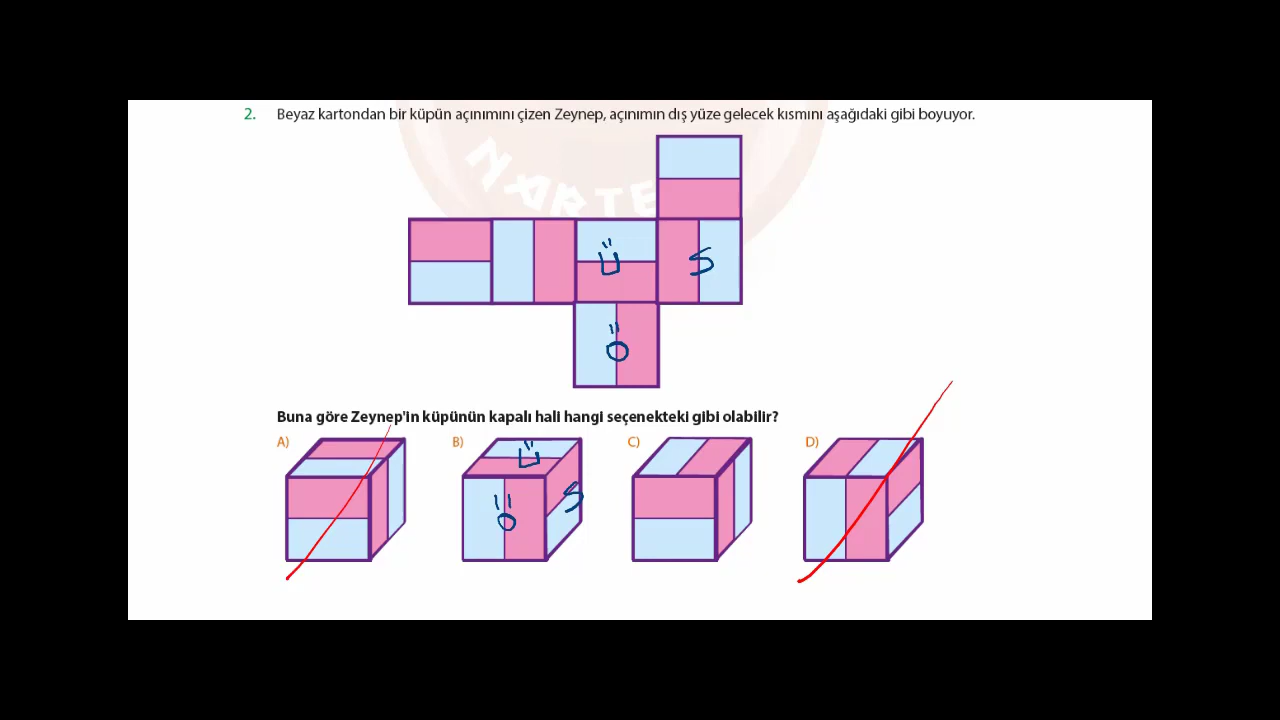 2. Beyaz kartondan bir küpün açınımını çizen Zeynep, açınımın dış yüze gelecek kısmını aşağıdaki gibi boyuyor.
NARTE
Ü S
Ö
Buna göre Zeynep'in küpünün kapalı hali hangi seçenekteki gibi olabilir?
A) B) C) D)
Ü
Ö S